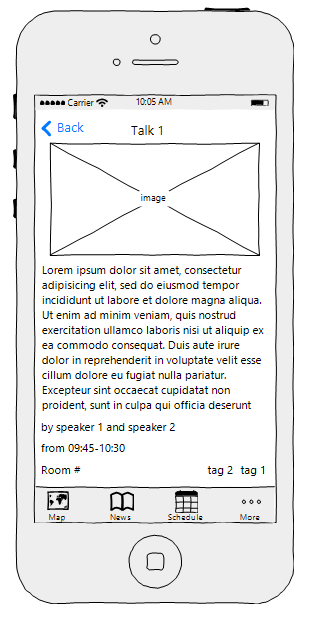 Carrier 10:05 AM
Back Talk 1
image
Lorem ipsum dolor sit amet, consectetur
adipisicing elit, sed do eiusmod tempor
incididunt ut labore et dolore magna aliqua.
Ut enim ad minim veniam, quis nostrud
exercitation ullamco laboris nisi ut aliquip ex
ea commodo consequat. Duis aute irure
dolor in reprehenderit in voluptate velit esse
cillum dolore eu fugiat nulla pariatur.
Excepteur sint occaecat cupidatat non
proident, sunt in culpa qui officia deserunt
by speaker 1 and speaker 2
from 09:45-10:30
Room # tag 2 tag 1
Map News Schedule More